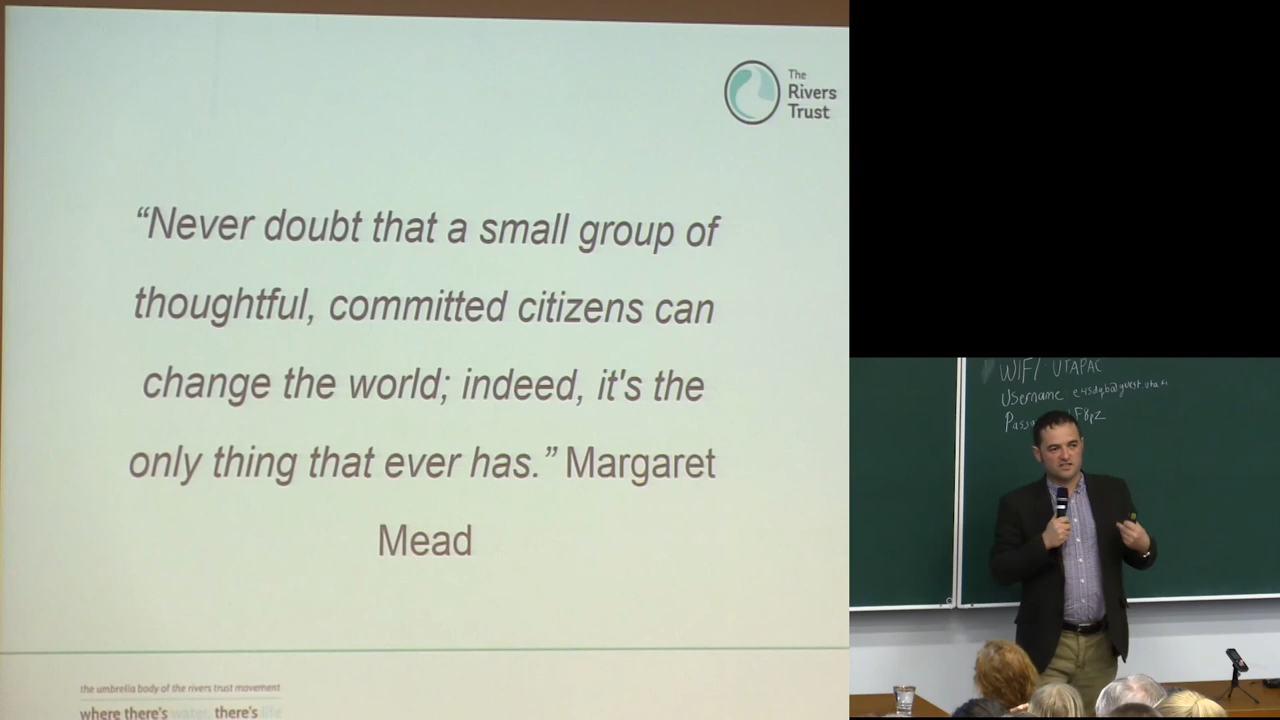 The
Rivers
Trust
“Never doubt that a small group of
thoughtful, committed citizens can
change the world; indeed, it's the
only thing that ever has.” Margaret
Mead
the umbrella body of the rivers trust movement
where there's water, there's life
WIFI UTAPAC
Username